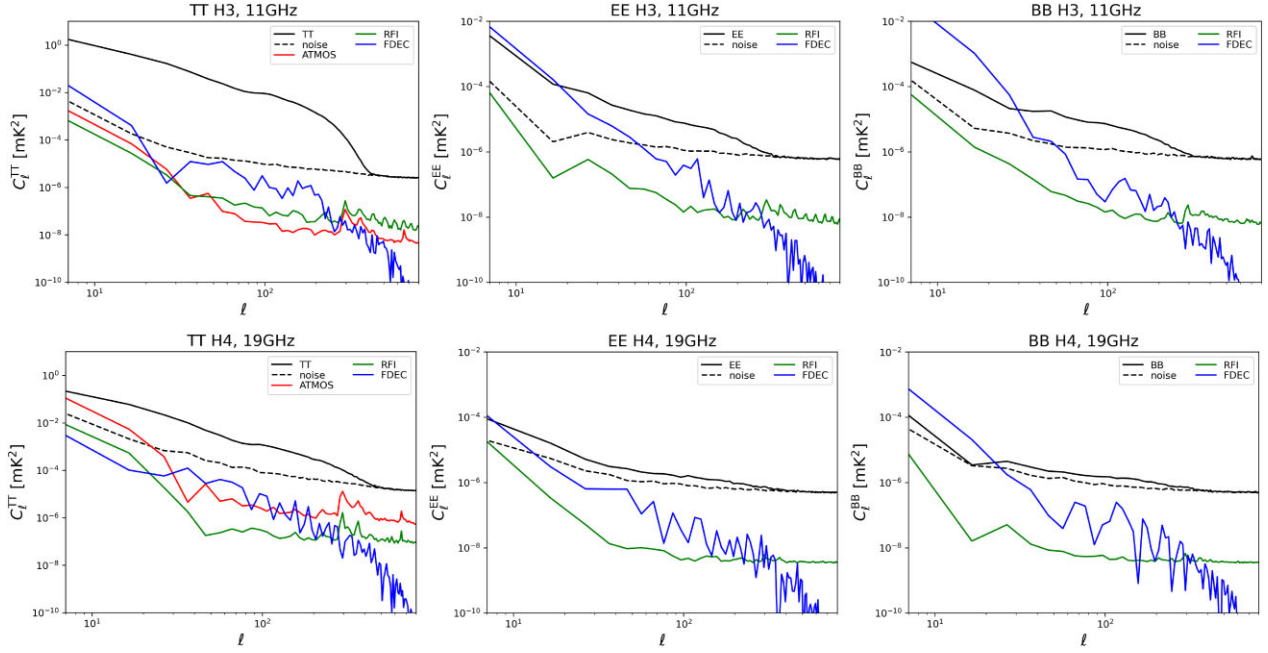 TT H3, 11GHz
TT
noise
ATMOS
RFI
FDEC
10⁰
10⁻²
10⁻⁴
10⁻⁶
10⁻⁸
10⁻¹⁰
C_ℓ^TT [mK²]
10¹
10²
ℓ
EE H3, 11GHz
EE
noise
RFI
FDEC
10⁻²
10⁻⁴
10⁻⁶
10⁻⁸
10⁻¹⁰
C_ℓ^EE [mK²]
10¹
10²
ℓ
BB H3, 11GHz
BB
noise
RFI
FDEC
10⁻²
10⁻⁴
10⁻⁶
10⁻⁸
10⁻¹⁰
C_ℓ^BB [mK²]
10¹
10²
ℓ
TT H4, 19GHz
TT
noise
ATMOS
RFI
FDEC
10⁰
10⁻²
10⁻⁴
10⁻⁶
10⁻⁸
10⁻¹⁰
C_ℓ^TT [mK²]
10¹
10²
ℓ
EE H4, 19GHz
EE
noise
RFI
FDEC
10⁻²
10⁻⁴
10⁻⁶
10⁻⁸
10⁻¹⁰
C_ℓ^EE [mK²]
10¹
10²
ℓ
BB H4, 19GHz
BB
noise
RFI
FDEC
10⁻²
10⁻⁴
10⁻⁶
10⁻⁸
10⁻¹⁰
C_ℓ^BB [mK²]
10¹
10²
ℓ